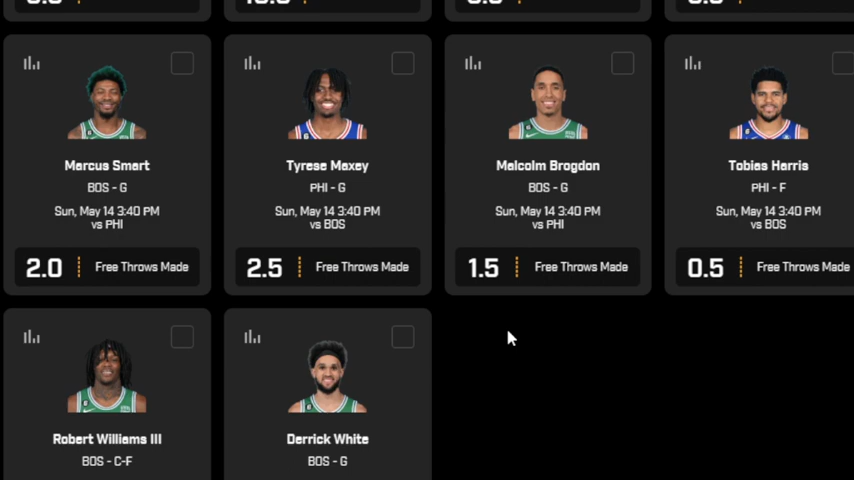 Marcus Smart
BOS - G
Sun, May 14 3:40 PM
vs PHI
2.0 Free Throws Made
Tyrese Maxey
PHI - G
Sun, May 14 3:40 PM
vs BOS
2.5 Free Throws Made
Malcolm Brogdon
BOS - G
Sun, May 14 3:40 PM
vs PHI
1.5 Free Throws Made
Tobias Harris
PHI - F
Sun, May 14 3:40 PM
vs BOS
0.5 Free Throws Made
Robert Williams III
BOS - C-F
Derrick White
BOS - G